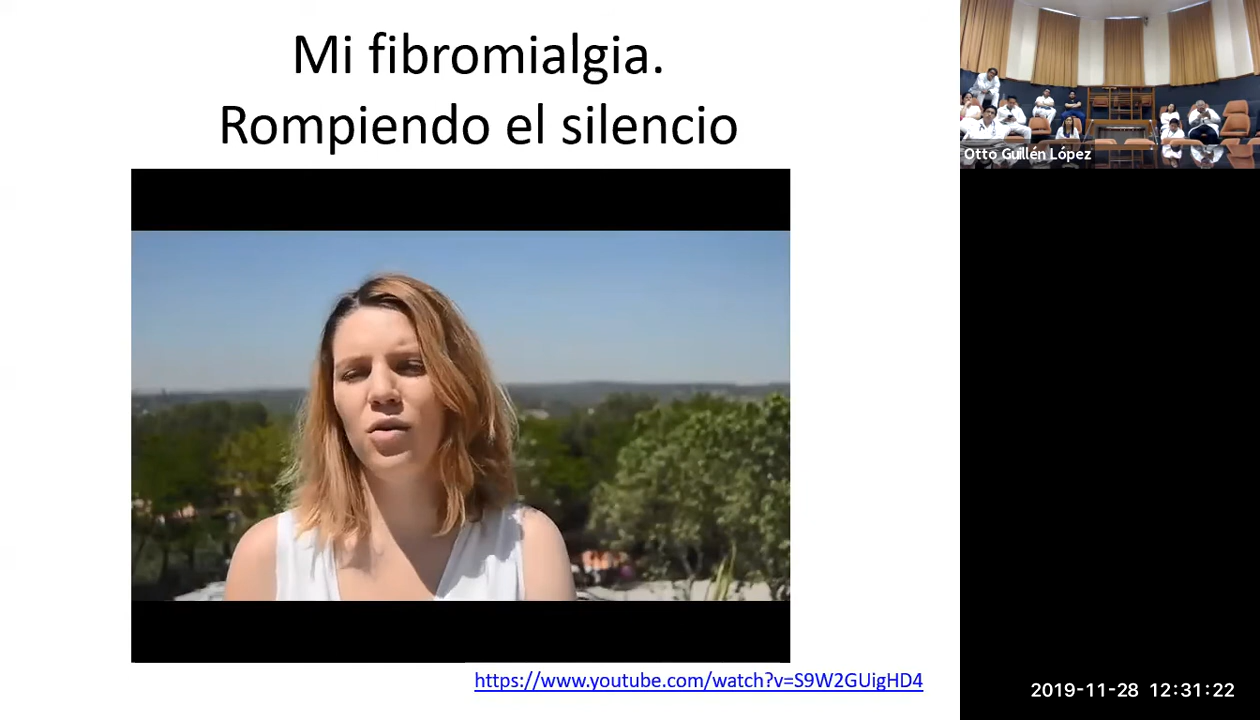 Mi fibromialgia.
Rompiendo el silencio
Otto Guillén López
https://www.youtube.com/watch?v=S9W2GUigHD4
2019-11-28 12:31:22